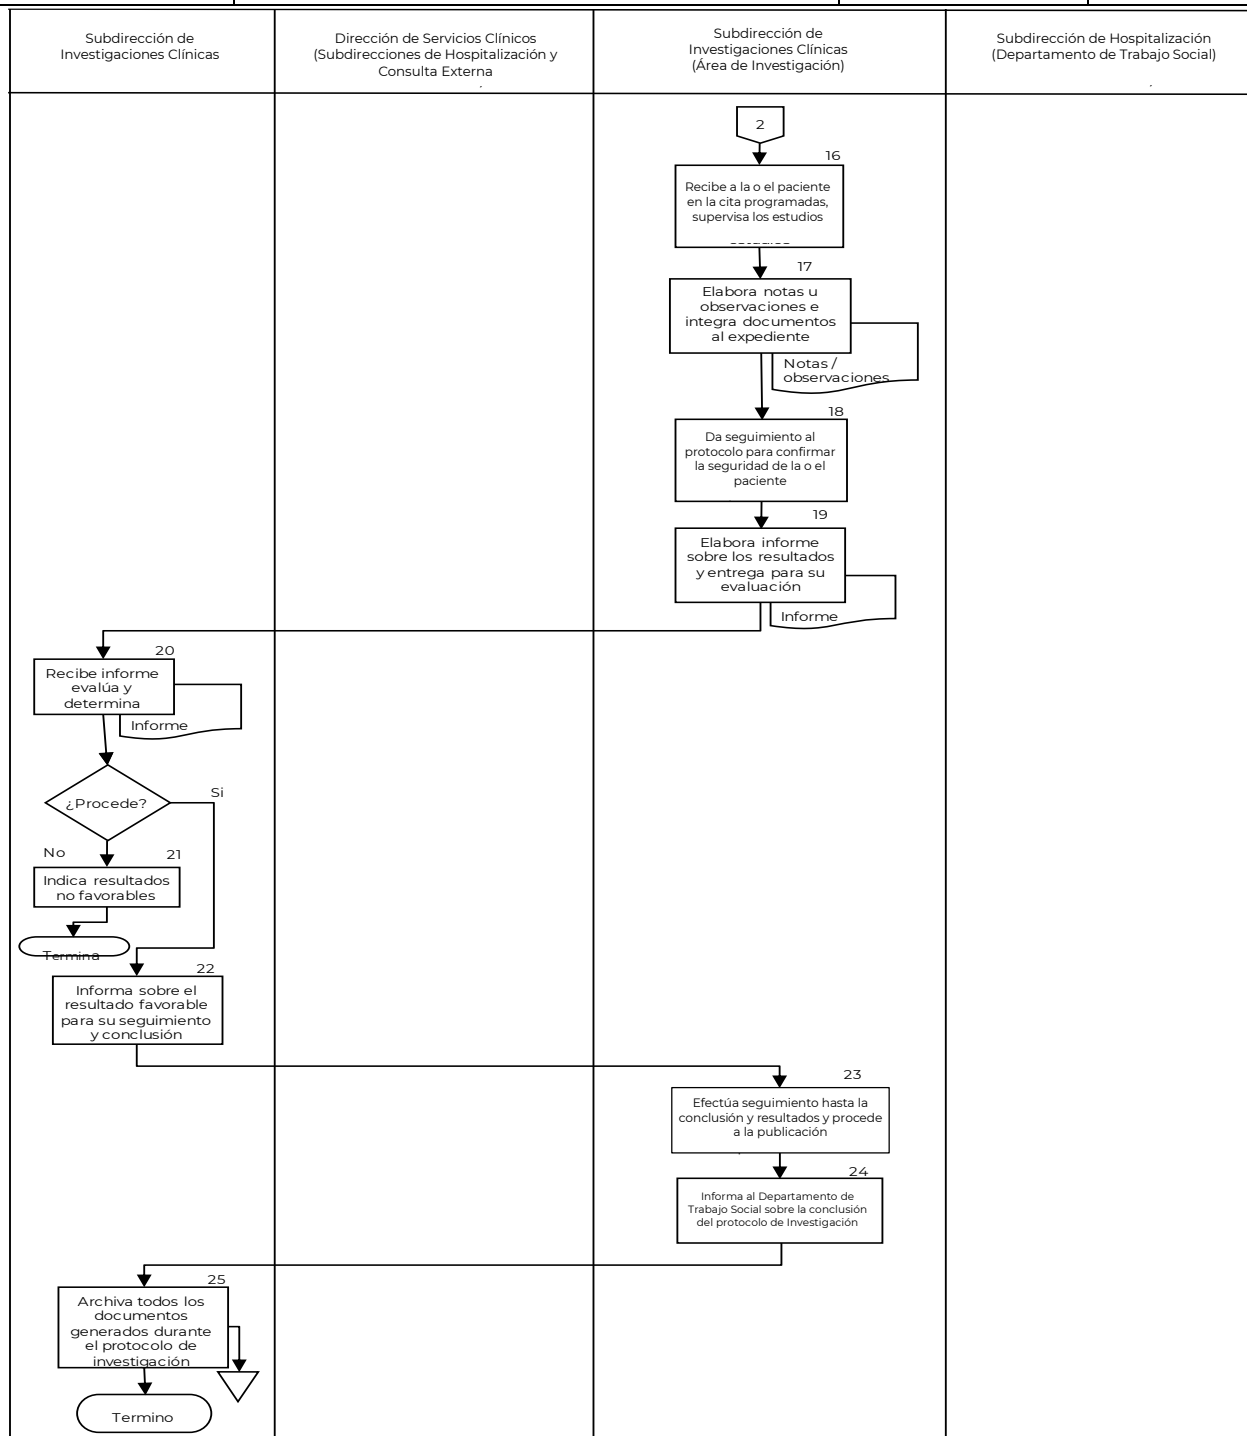 Subdirección de
Investigaciones Clínicas
Dirección de Servicios Clínicos
(Subdirecciones de Hospitalización y
Consulta Externa
Subdirección de
Investigaciones Clínicas
(Área de Investigación)
Subdirección de Hospitalización
(Departamento de Trabajo Social)
2
16
Recibe a la o el paciente
en la cita programadas,
supervisa los estudios
17
Elabora notas u
observaciones e
integra documentos
al expediente
Notas /
observaciones
18
Da seguimiento al
protocolo para confirmar
la seguridad de la o el
paciente
19
Elabora informe
sobre los resultados
y entrega para su
evaluación
Informe
20
Recibe informe
evalúa y
determina
Informe
¿Procede?
Si
No
21
Indica resultados
no favorables
Termina
22
Informa sobre el
resultado favorable
para su seguimiento
y conclusión
23
Efectúa seguimiento hasta la
conclusión y resultados y procede
a la publicación
24
Informa al Departamento de
Trabajo Social sobre la conclusión
del protocolo de Investigación
25
Archiva todos los
documentos
generados durante
el protocolo de
investigación
Termino